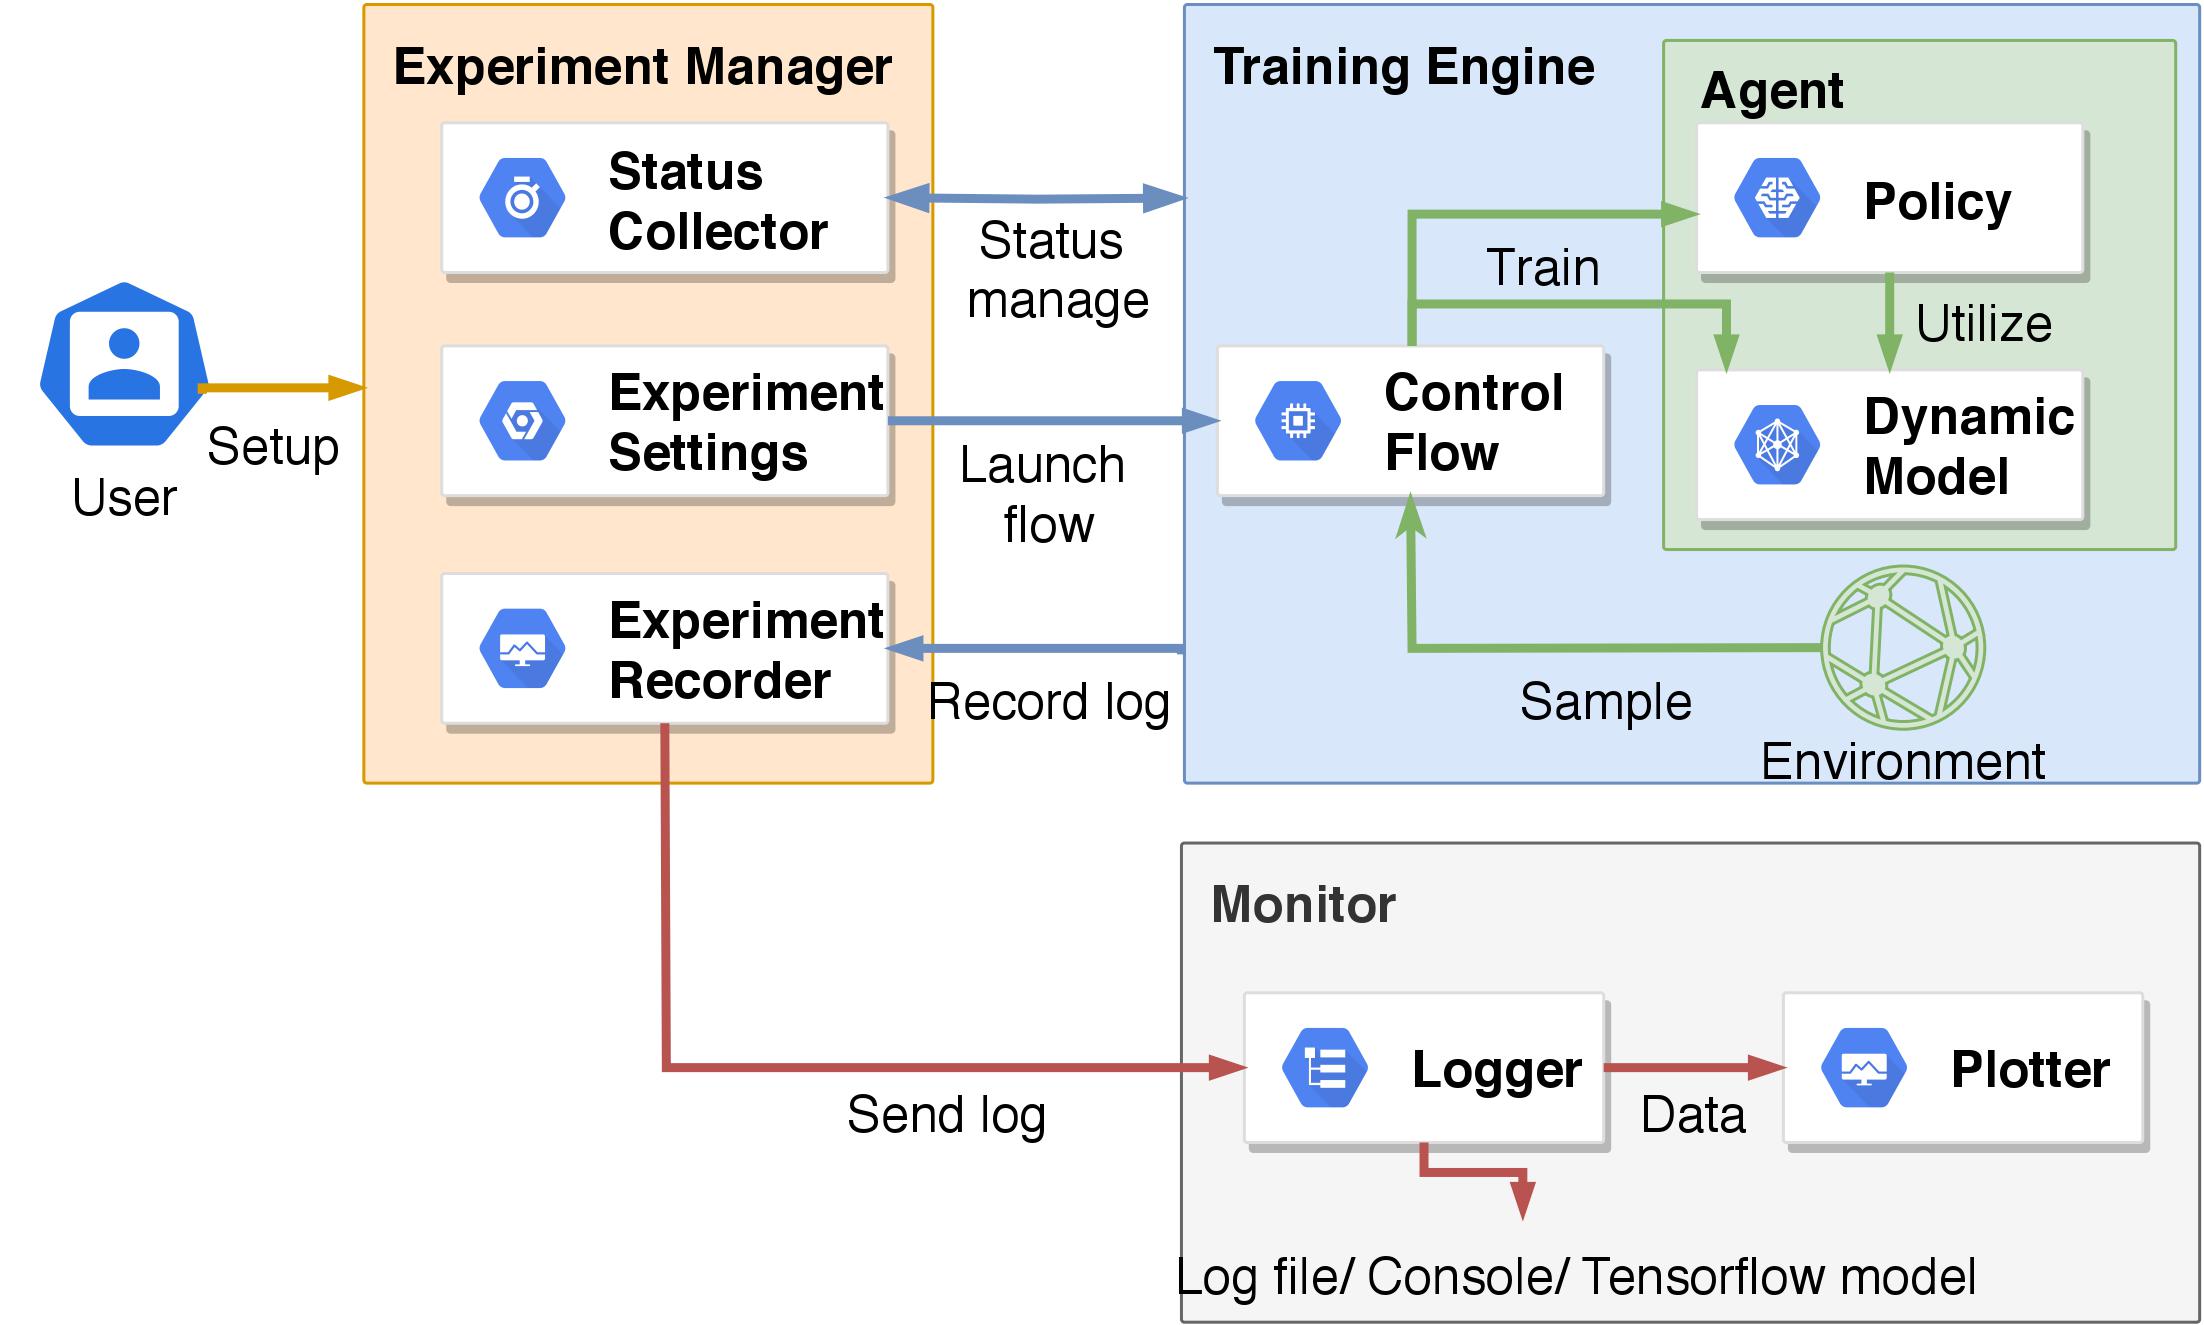 Experiment Manager
Status
Collector
Experiment
Settings
Experiment
Recorder
User
Setup
Status
manage
Launch
flow
Record log
Training Engine
Agent
Policy
Train
Utilize
Control
Flow
Dynamic
Model
Sample
Environment
Monitor
Logger
Data
Plotter
Send log
Log file/ Console/ Tensorflow model